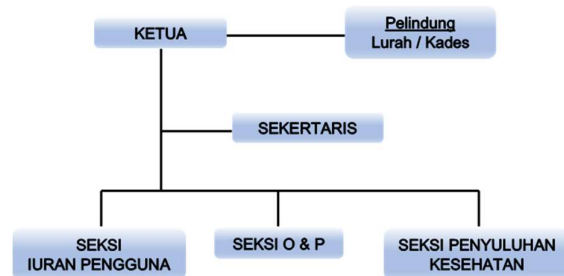 KETUA
Pelindung
Lurah / Kades
SEKERTARIS
SEKSI
IURAN PENGGUNA
SEKSI O & P
SEKSI PENYULUHAN
KESEHATAN